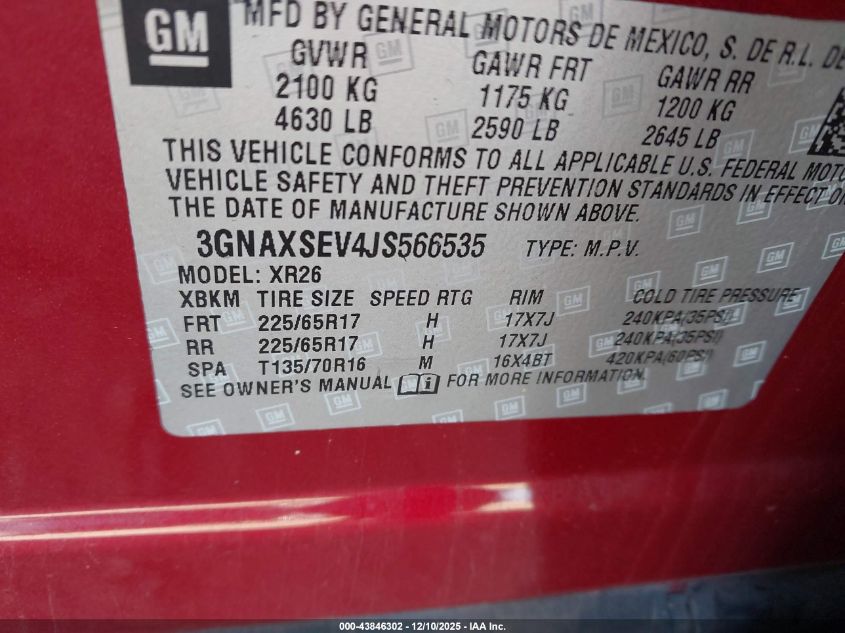 GM
MFD BY GENERAL MOTORS DE MEXICO, S. DE R.L. DE
GVWR GAWR FRT GAWR RR
2100 KG 1175 KG 1200 KG
4630 LB 2590 LB 2645 LB
THIS VEHICLE CONFORMS TO ALL APPLICABLE U.S. FEDERAL MOTO
VEHICLE SAFETY AND THEFT PREVENTION STANDARDS IN EFFECT ON
THE DATE OF MANUFACTURE SHOWN ABOVE.
3GNAXSEV4JS566535 TYPE: M.P.V.
MODEL: XR26
XBKM TIRE SIZE SPEED RTG RIM COLD TIRE PRESSURE
FRT 225/65R17 H 17X7J 240KPA(35PSI)
RR 225/65R17 H 17X7J 240KPA(35PSI)
SPA T135/70R16 M 16X4BT 420KPA(60PSI)
SEE OWNER'S MANUAL FOR MORE INFORMATION.
000-43846302 - 12/10/2025 - IAA Inc.